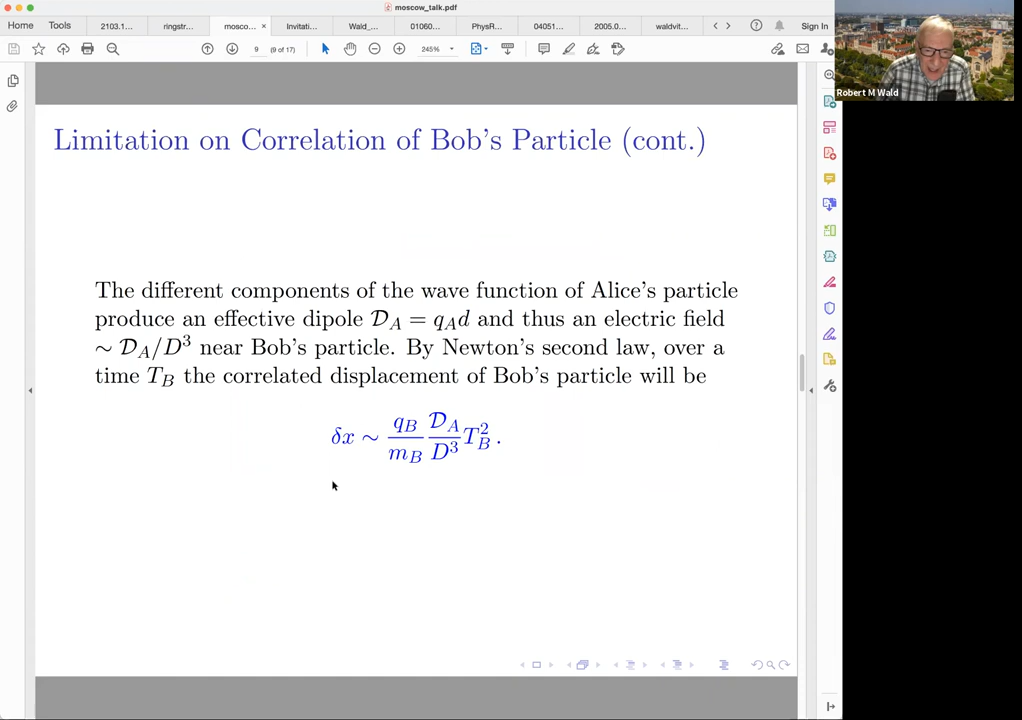 moscow_talk.pdf
Home Tools 2103.1... ringstr... mosco... × Invitati... Wald_... 01060... PhysR... 04051... 2005.0... waldvit... Sign In
9 (9 of 17) 245%
Robert M Wald
Limitation on Correlation of Bob's Particle (cont.)
The different components of the wave function of Alice's particle
produce an effective dipole 𝒟_A = q_A d and thus an electric field
∼ 𝒟_A/D³ near Bob's particle. By Newton's second law, over a
time T_B the correlated displacement of Bob's particle will be
δx ∼ q_B/m_B 𝒟_A/D³ T_B² .